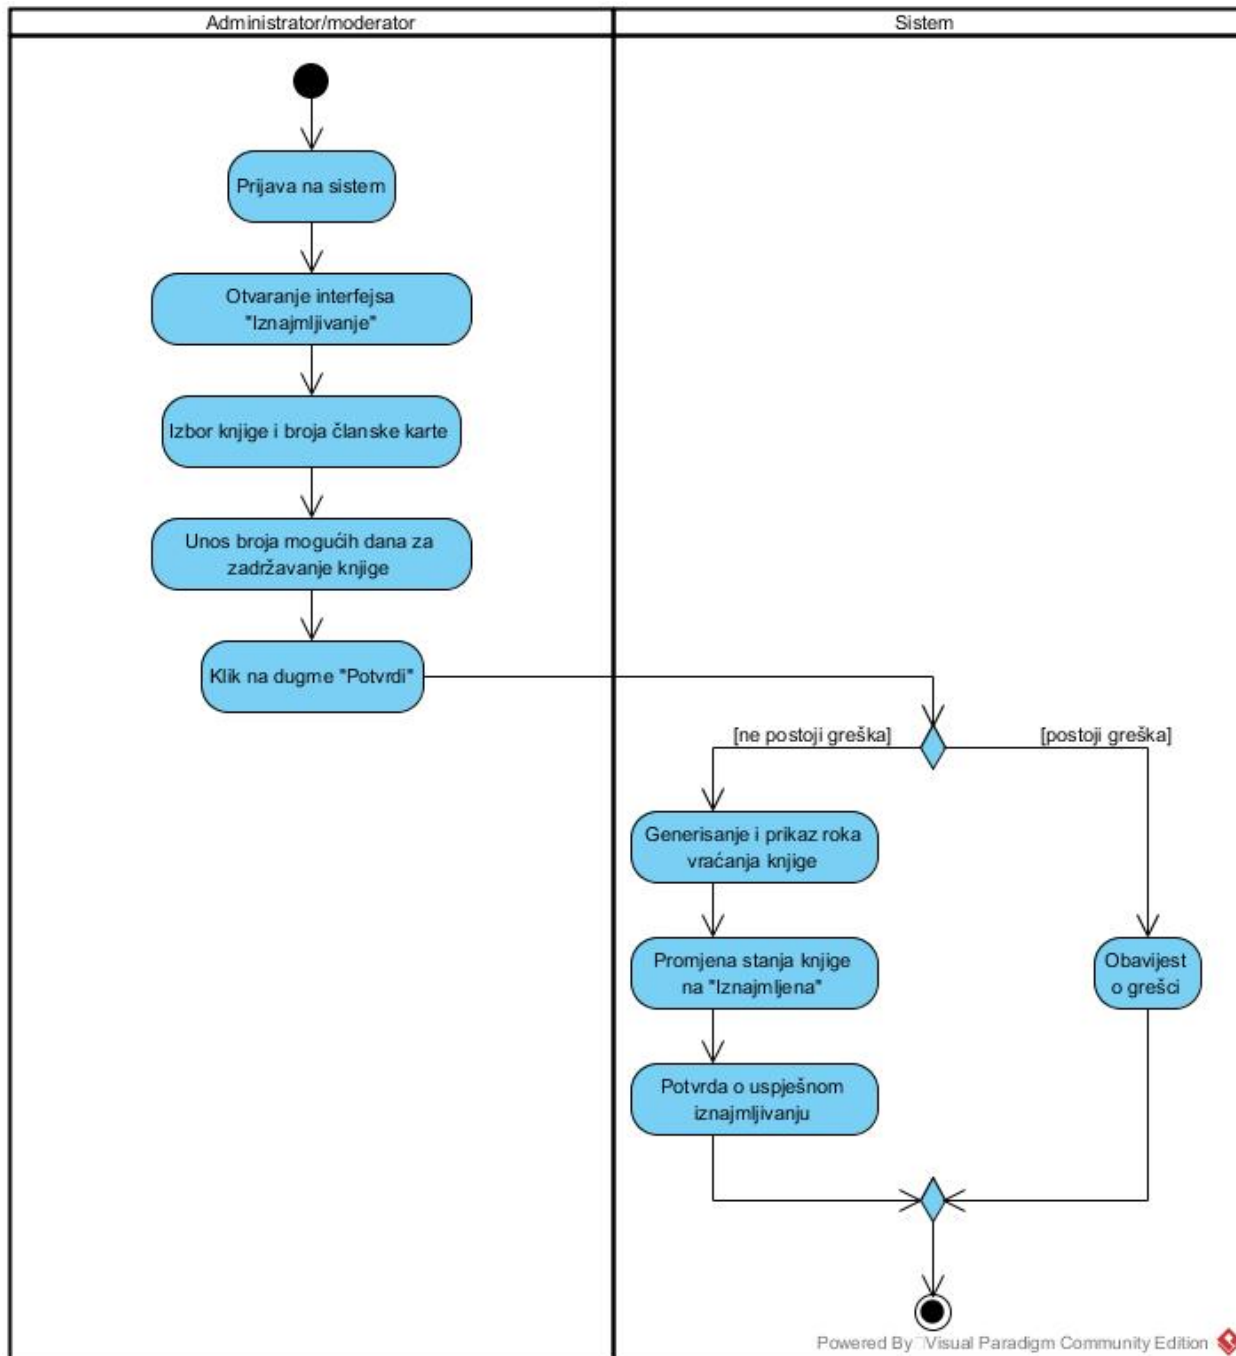 Administrator/moderator
Sistem
Prijava na sistem
Otvaranje interfejsa
"Iznajmljivanje"
Izbor knjige i broja članske karte
Unos broja mogućih dana za
zadržavanje knjige
Klik na dugme "Potvrdi"
[ne postoji greška]
[postoji greška]
Generisanje i prikaz roka
vraćanja knjige
Promjena stanja knjige
na "Iznajmljena"
Obavijest
o grešci
Potvrda o uspješnom
iznajmljivanju
Powered By Visual Paradigm Community Edition